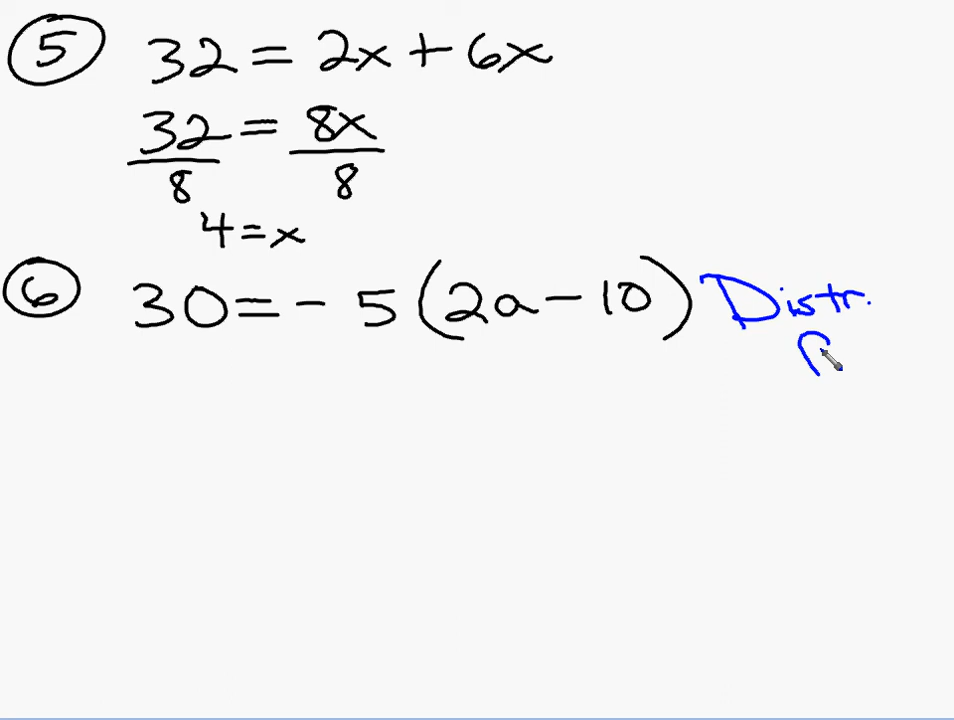 5 32 = 2x + 6x
32 = 8x
8 8
4 = x
6 30 = - 5 (2a - 10) Distr.